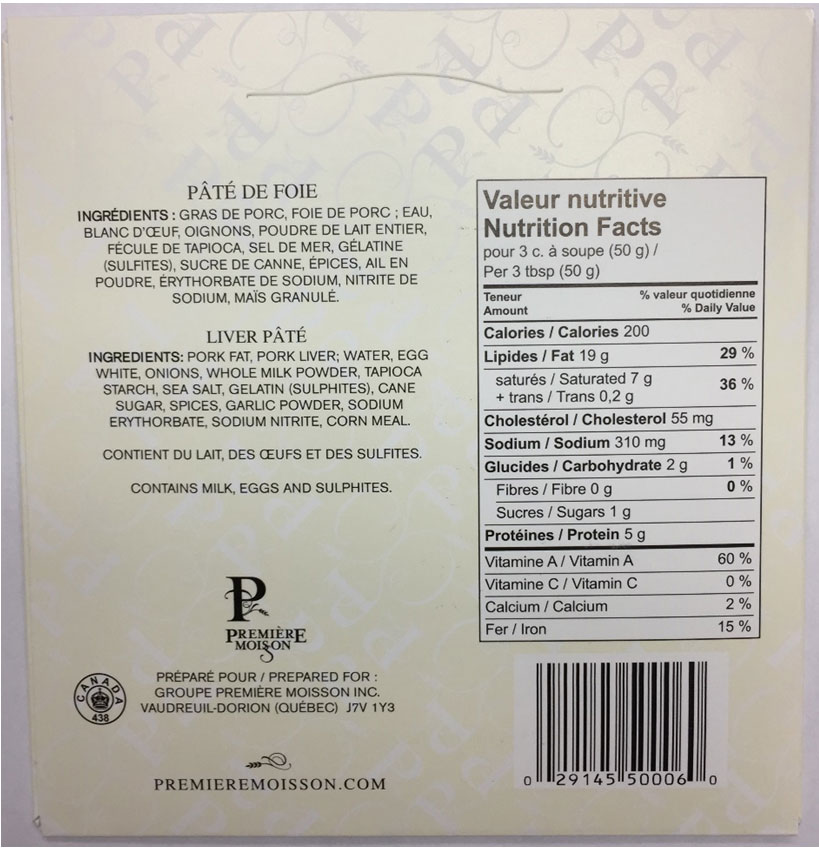 PÂTÉ DE FOIE
INGRÉDIENTS : GRAS DE PORC, FOIE DE PORC ; EAU,
BLANC D'ŒUF, OIGNONS, POUDRE DE LAIT ENTIER,
FÉCULE DE TAPIOCA, SEL DE MER, GÉLATINE
(SULFITES), SUCRE DE CANNE, ÉPICES, AIL EN
POUDRE, ÉRYTHORBATE DE SODIUM, NITRITE DE
SODIUM, MAÏS GRANULÉ.
LIVER PÂTÉ
INGREDIENTS: PORK FAT, PORK LIVER; WATER, EGG
WHITE, ONIONS, WHOLE MILK POWDER, TAPIOCA
STARCH, SEA SALT, GELATIN (SULPHITES), CANE
SUGAR, SPICES, GARLIC POWDER, SODIUM
ERYTHORBATE, SODIUM NITRITE, CORN MEAL.
CONTIENT DU LAIT, DES ŒUFS ET DES SULFITES.
CONTAINS MILK, EGGS AND SULPHITES.
P
PREMIÈRE
MOISSON
CANADA
438
PRÉPARÉ POUR / PREPARED FOR :
GROUPE PREMIÈRE MOISSON INC.
VAUDREUIL-DORION (QUÉBEC) J7V 1Y3
PREMIEREMOISSON.COM
Valeur nutritive
Nutrition Facts
pour 3 c. à soupe (50 g) /
Per 3 tbsp (50 g)
Teneur % valeur quotidienne
Amount % Daily Value
Calories / Calories 200
Lipides / Fat 19 g 29 %
saturés / Saturated 7 g 36 %
+ trans / Trans 0,2 g
Cholestérol / Cholesterol 55 mg
Sodium / Sodium 310 mg 13 %
Glucides / Carbohydrate 2 g 1 %
Fibres / Fibre 0 g 0 %
Sucres / Sugars 1 g
Protéines / Protein 5 g
Vitamine A / Vitamin A 60 %
Vitamine C / Vitamin C 0 %
Calcium / Calcium 2 %
Fer / Iron 15 %
0 29145 50006 0